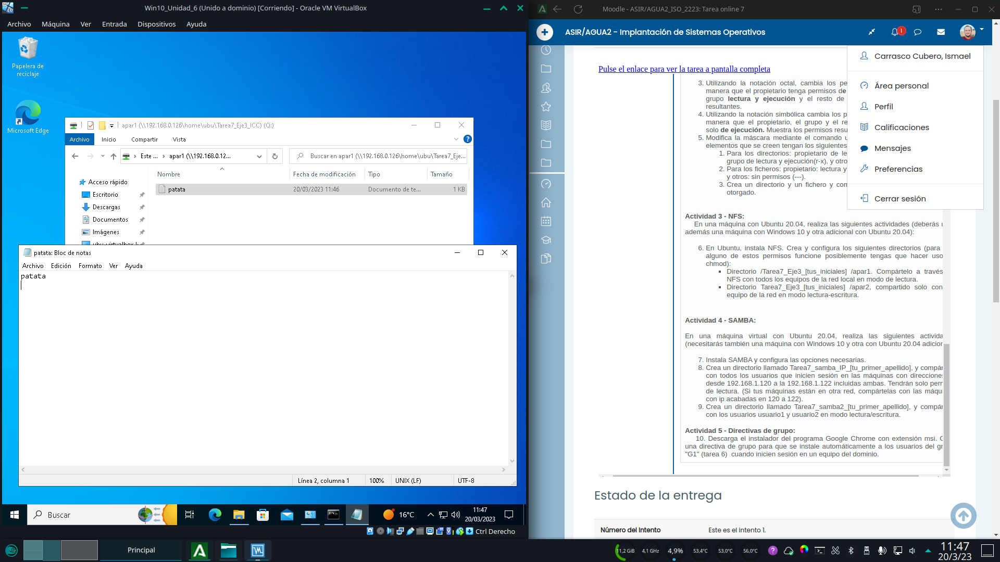 Win10_Unidad_6 (Unido a dominio) [Corriendo] - Oracle VM VirtualBox
Archivo Máquina Ver Entrada Dispositivos Ayuda
Papelera de
reciclaje
Microsoft Edge
apar1 (\\192.168.0.126\home\ubu\Tarea7_Eje3_ICC) (Q:)
Archivo Inicio Compartir Vista
Este ... apar1 (\\192.168.0.12... Buscar en apar1 (\\192.168.0.126\home\ubu\Tarea7_Eje...
Nombre Fecha de modificación Tipo Tamaño
patata 20/03/2023 11:46 Documento de te... 1 KB
Acceso rápido
Escritorio
Descargas
Documentos
Imágenes
patata: Bloc de notas
Archivo Edición Formato Ver Ayuda
patata
Línea 2, columna 1 100% UNIX (LF) UTF-8
Buscar
16°C
11:47
20/03/2023
Ctrl Derecho
Moodle - ASIR/AGUA2_ISO_2223: Tarea online 7
ASIR/AGUA2 - Implantación de Sistemas Operativos
1
Carrasco Cubero, Ismael
Área personal
Perfil
Calificaciones
Mensajes
Preferencias
Cerrar sesión
Pulse el enlace para ver la tarea a pantalla completa
3. Utilizando la notación octal, cambia los pe
manera que el propietario tenga permisos de
grupo lectura y ejecución y el resto de
resultantes.
4. Utilizando la notación simbólica cambia los p
manera que el propietario, el grupo y el re
solo de ejecución. Muestra los permisos resu
5. Modifica la máscara mediante el comando u
elementos que se creen tengan los siguientes
1. Para los directorios: propietario de le
grupo de lectura y ejecución(r-x), y otro
2. Para los ficheros: propietario: lectura y
y otros: sin permisos (---).
3. Crea un directorio y un fichero y com
otorgado.
Actividad 3 - NFS:
En una máquina con Ubuntu 20.04, realiza las siguientes actividades (deberás u
además una máquina con Windows 10 y otra adicional con Ubuntu 20.04):
6. En Ubuntu, instala NFS. Crea y configura los siguientes directorios (para
alguno de estos permisos funcione posiblemente tengas que hacer uso
chmod):
Directorio /Tarea7_Eje3_[tus_iniciales] /apar1. Compártelo a través
NFS con todos los equipos de la red local en modo de lectura.
Directorio Tarea7_Eje3_[tus_iniciales] /apar2, compartido solo con
equipo de la red en modo lectura-escritura.
Actividad 4 - SAMBA:
En una máquina virtual con Ubuntu 20.04, realiza las siguientes activida
(necesitarás también una máquina con Windows 10 y otra con Ubuntu 20.04 adicior
7. Instala SAMBA y configura las opciones necesarias.
8. Crea un directorio llamado Tarea7_samba_IP_[tu_primer_apellido], y compár
con todos los usuarios que inicien sesión en las máquinas con direccione
desde 192.168.1.120 a la 192.168.1.122 incluidas ambas. Tendrán solo perr
de lectura. (Si tus máquinas están en otra red, compártelas con las máqui
con ip acabadas en 120 a 122).
9. Crea un directorio llamado Tarea7_samba2_[tu_primer_apellido], y compár
con los usuarios usuario1 y usuario2 en modo lectura/escritura.
Actividad 5 - Directivas de grupo:
10. Descarga el instalador del programa Google Chrome con extensión msi. C
una directiva de grupo para que se instale automáticamente a los usuarios del gr
"G1" (tarea 6) cuando inicien sesión en un equipo del dominio.
Estado de la entrega
Número del Intento Este es el intento 1.
Principal
11,2 GiB 4,1 GHz 4,9% 53,4°C 53,0°C 56,0°C
11:47
20/3/23